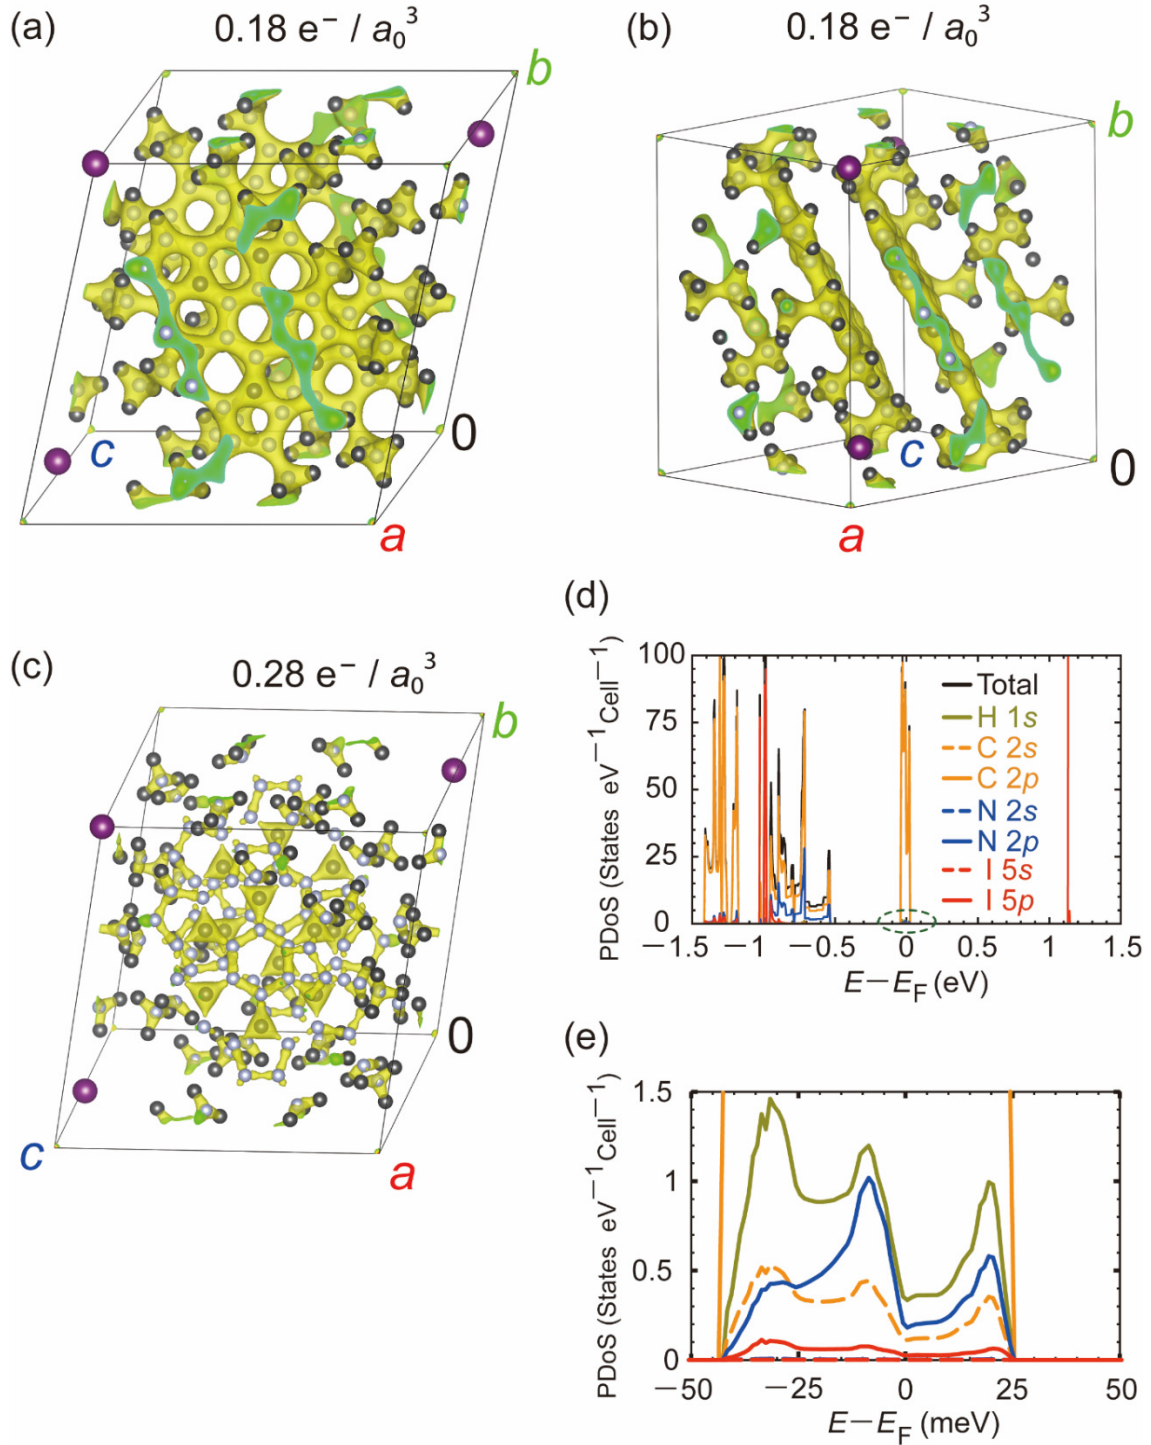 (a)
0.18 e⁻ / a₀³
b
c
0
a
(b)
0.18 e⁻ / a₀³
b
c
0
a
(c)
0.28 e⁻ / a₀³
b
0
c
a
(d)
PDoS (States eV⁻¹Cell⁻¹)
100
75
50
25
0
Total
H 1s
C 2s
C 2p
N 2s
N 2p
I 5s
I 5p
−1.5 −1 −0.5 0 0.5 1 1.5
E−E_F (eV)
(e)
PDoS (States eV⁻¹Cell⁻¹)
1.5
1
0.5
0
−50 −25 0 25 50
E−E_F (meV)